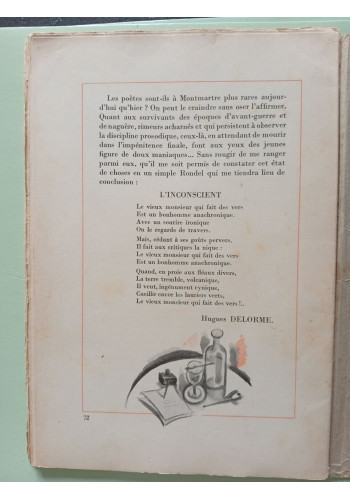 Les poètes sont-ils à Montmartre plus rares aujour-
d'hui qu'hier ? On peut le craindre sans oser l'affirmer.
Quant aux survivants des époques d'avant-guerre et
de naguère, rimeurs acharnés et qui persistent à observer
la discipline prosodique, ceux-là, en attendant de mourir
dans l'impénitence finale, font aux yeux des jeunes
figure de doux maniaques... Sans rougir de me ranger
parmi eux, qu'il me soit permis de constater cet état
de choses en un simple Rondel qui me tiendra lieu de
conclusion :
L'INCONSCIENT
Le vieux monsieur qui fait des vers
Est un bonhomme anachronique.
Avec un sourire ironique
On le regarde de travers.
Mais, cédant à ses goûts pervers,
Il fait aux critiques la nique :
Le vieux monsieur qui fait des vers
Est un bonhomme anachronique.
Quand, en proie aux fléaux divers,
La terre tremble, volcanique,
Il veut, ingénument cynique,
Cueillir encor les lauriers verts,
Le vieux monsieur qui fait des vers !..
Hugues DELORME.
72